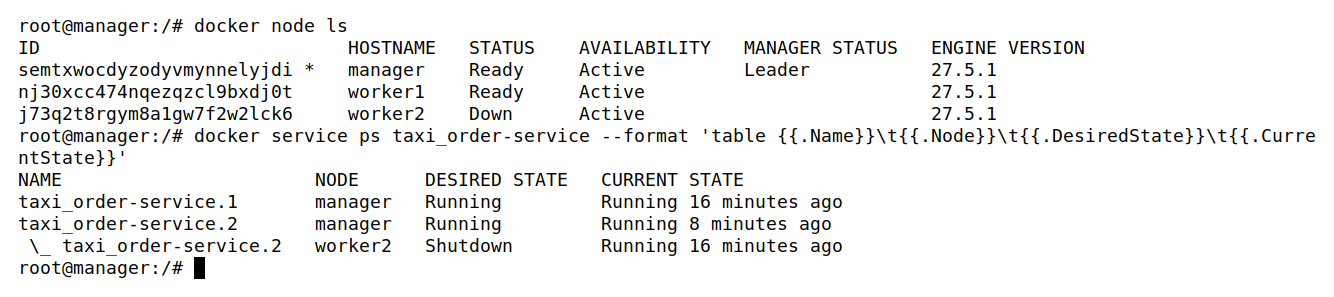 root@manager:/# docker node ls
ID                            HOSTNAME   STATUS    AVAILABILITY   MANAGER STATUS   ENGINE VERSION
semtxwocdyzodyvmynnelyjdi *   manager    Ready     Active         Leader           27.5.1
nj30xcc474nqezqzcl9bxdj0t     worker1    Ready     Active                          27.5.1
j73q2t8rgym8a1gw7f2w2lck6     worker2    Down      Active                          27.5.1
root@manager:/# docker service ps taxi_order-service --format 'table {{.Name}}\t{{.Node}}\t{{.DesiredState}}\t{{.Curre
ntState}}'
NAME                       NODE      DESIRED STATE   CURRENT STATE
taxi_order-service.1       manager   Running         Running 16 minutes ago
taxi_order-service.2       manager   Running         Running 8 minutes ago
 \_ taxi_order-service.2   worker2   Shutdown        Running 16 minutes ago
root@manager:/#